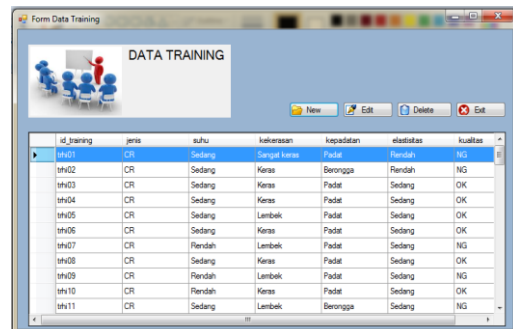 Form Data Training
DATA TRAINING
New Edit Delete Exit
id_training jenis suhu kekerasan kepadatan elastisitas kualitas
trhi01 CR Sedang Sangat keras Padat Rendah NG
trhi02 CR Sedang Keras Berongga Rendah NG
trhi03 CR Sedang Keras Padat Sedang OK
trhi04 CR Sedang Keras Padat Sedang OK
trhi05 CR Sedang Lembek Padat Sedang OK
trhi06 CR Sedang Keras Padat Sedang OK
trhi07 CR Rendah Lembek Padat Sedang NG
trhi08 CR Sedang Keras Padat Sedang OK
trhi09 CR Rendah Lembek Padat Sedang NG
trhi10 CR Rendah Keras Padat Sedang OK
trhi11 CR Sedang Lembek Berongga Sedang NG